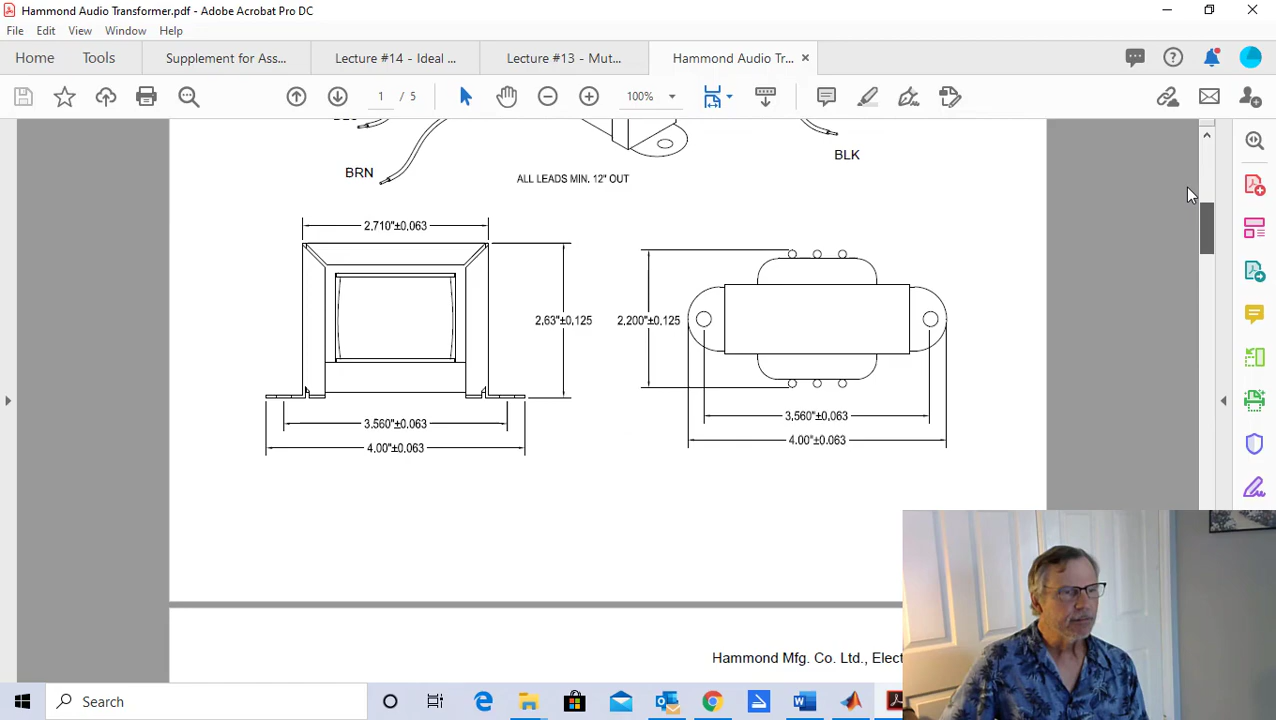 Hammond Audio Transformer.pdf - Adobe Acrobat Pro DC
File Edit View Window Help
Home Tools Supplement for Ass... Lecture #14 - Ideal ... Lecture #13 - Mut... Hammond Audio Tr... ×
1 / 5 100%
BRN
BLK
ALL LEADS MIN. 12" OUT
2.710"±0.063
2.63"±0.125
3.560"±0.063
4.00"±0.063
2.200"±0.125
3.560"±0.063
4.00"±0.063
Hammond Mfg. Co. Ltd., Elect
Search